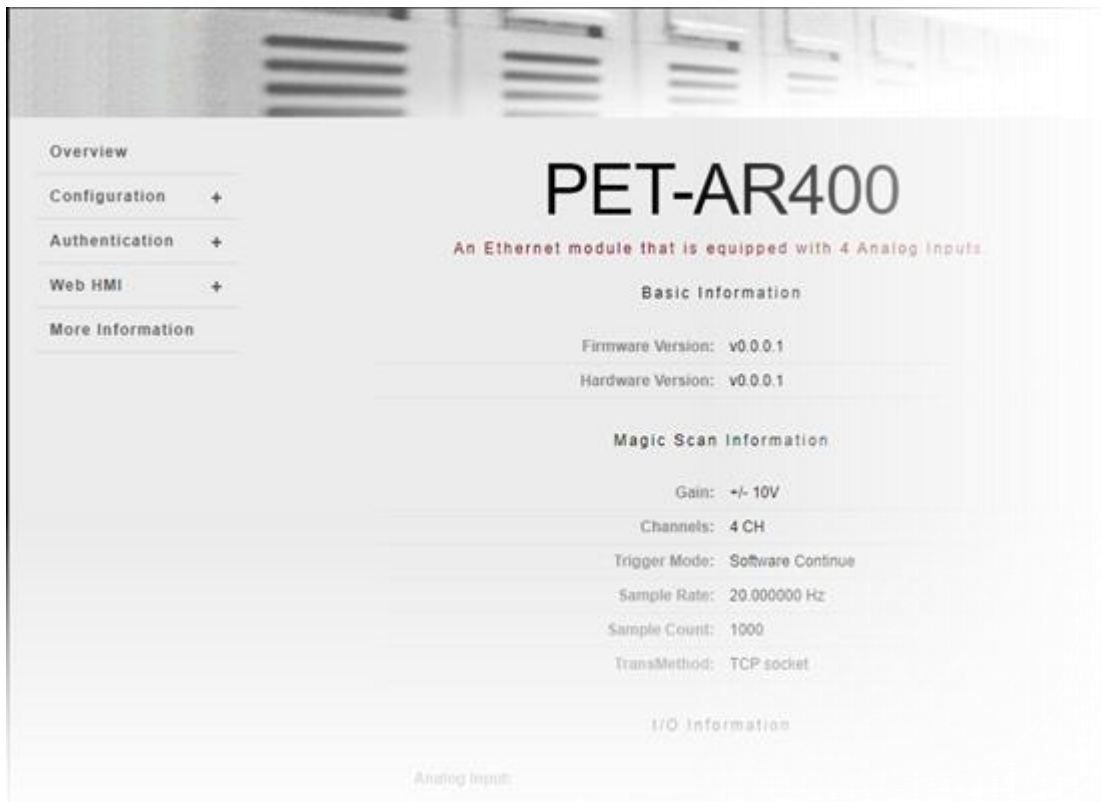 Overview
Configuration +
Authentication +
Web HMI +
More Information
PET-AR400
An Ethernet module that is equipped with 4 Analog Inputs.
Basic Information
Firmware Version: v0.0.0.1
Hardware Version: v0.0.0.1
Magic Scan Information
Gain: +/- 10V
Channels: 4 CH
Trigger Mode: Software Continue
Sample Rate: 20.000000 Hz
Sample Count: 1000
TransMethod: TCP socket
I/O Information
Analog Input: